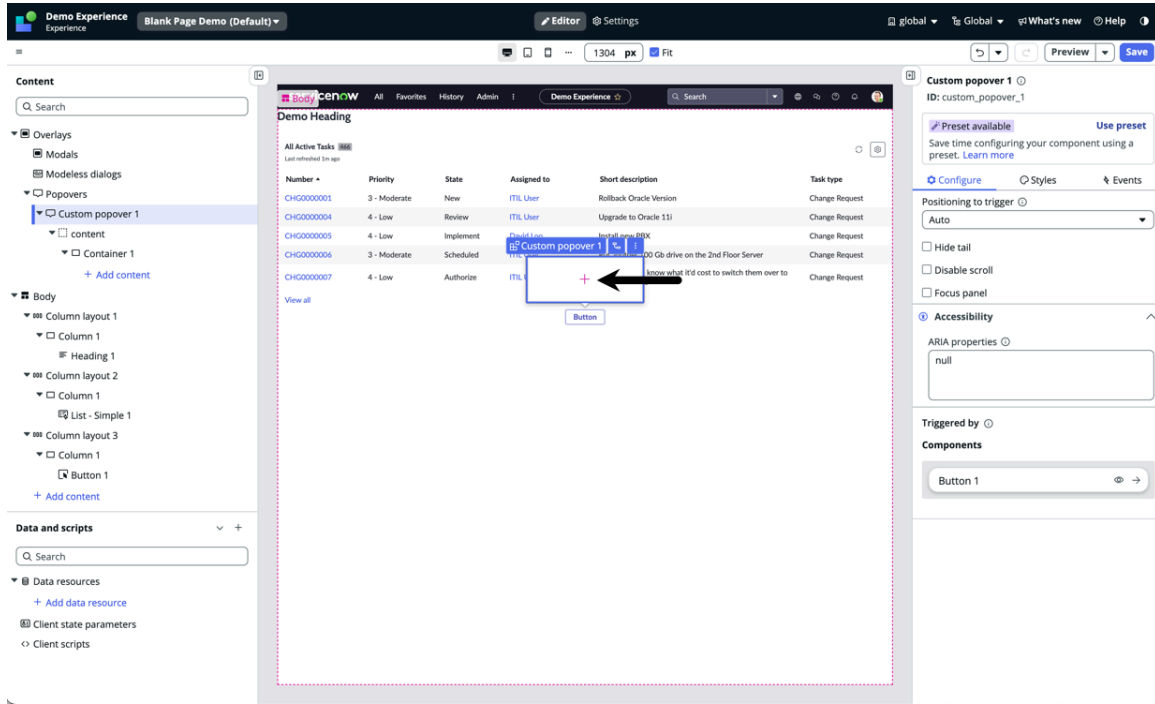 Demo Experience
Experience
Blank Page Demo (Default)
Editor
Settings
global
Global
What's new
Help
1304 px
Fit
Preview
Save
Content
Search
Overlays
Modals
Modeless dialogs
Popovers
Custom popover 1
content
Container 1
+ Add content
Body
Column layout 1
Column 1
Heading 1
Column layout 2
Column 1
List - Simple 1
Column layout 3
Column 1
Button 1
+ Add content
Data and scripts
Search
Data resources
+ Add data resource
Client state parameters
Client scripts
Body
cenow
All Favorites History Admin
Demo Experience
Search
Demo Heading
All Active Tasks 466
Last refreshed 1m ago
Number Priority State Assigned to Short description Task type
CHG0000001 3 - Moderate New ITIL User Rollback Oracle Version Change Request
CHG0000004 4 - Low Review ITIL User Upgrade to Oracle 11i Change Request
CHG0000005 4 - Low Implement David Loo Install new PBX Change Request
CHG0000006 3 - Moderate Scheduled 00 Gb drive on the 2nd Floor Server Change Request
CHG0000007 4 - Low Authorize ITIL know what it'd cost to switch them over to Change Request
View all
Custom popover 1
Button
Custom popover 1
ID: custom_popover_1
Preset available
Use preset
Save time configuring your component using a
preset. Learn more
Configure
Styles
Events
Positioning to trigger
Auto
Hide tail
Disable scroll
Focus panel
Accessibility
ARIA properties
null
Triggered by
Components
Button 1